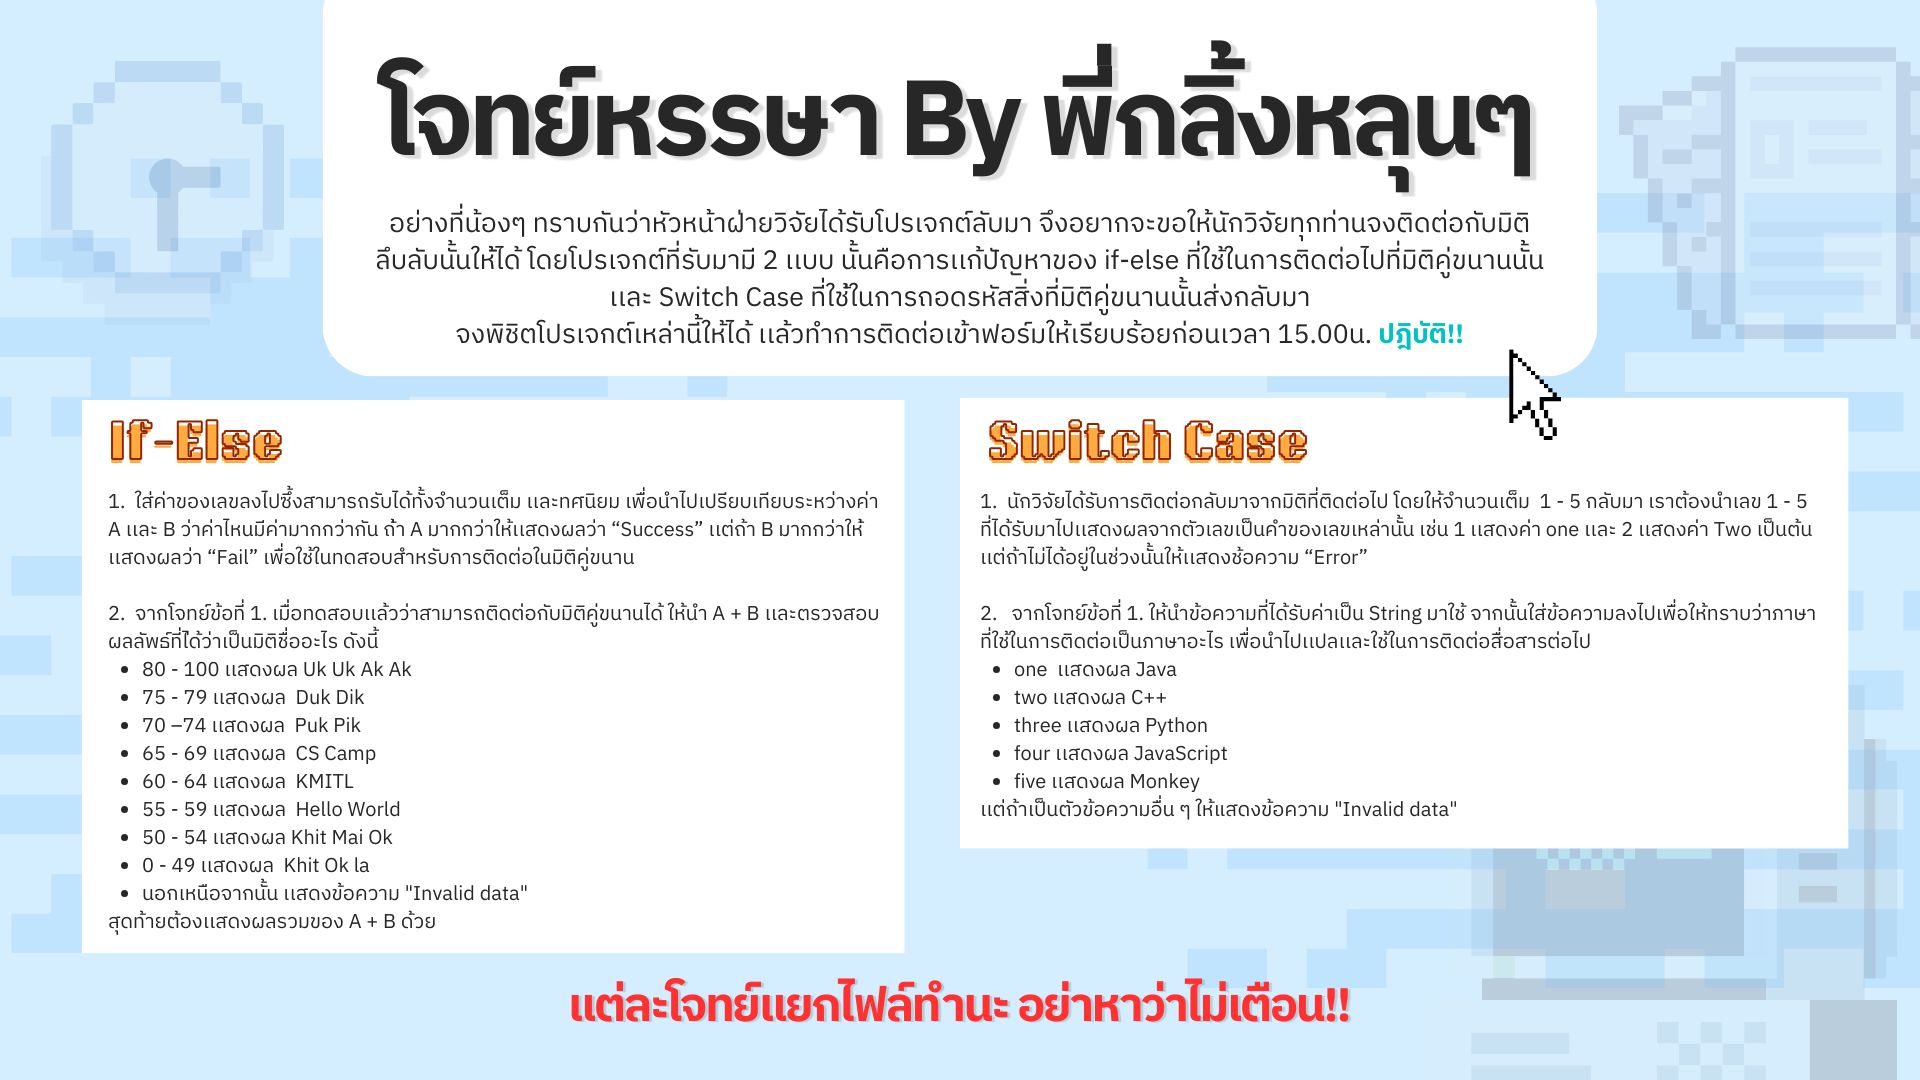 โจทย์หรรษา By พี่กลิ้งหลุนๆ
อย่างที่น้องๆ ทราบกันว่าหัวหน้าฝ่ายวิจัยได้รับโปรเจกต์ลับมา จึงอยากจะขอให้นักวิจัยทุกท่านจงติดต่อกับมิติ
ลึบลับนั้นให้ได้ โดยโปรเจกต์ที่รับมามี 2 แบบ นั้นคือการแก้ปัญหาของ if-else ที่ใช้ในการติดต่อไปที่มิติคู่ขนานนั้น
และ Switch Case ที่ใช้ในการถอดรหัสสิ่งที่มิติคู่ขนานนั้นส่งกลับมา
จงพิชิตโปรเจกต์เหล่านี้ให้ได้ แล้วทำการติดต่อเข้าฟอร์มให้เรียบร้อยก่อนเวลา 15.00น. ปฎิบัติ!!
If-Else
1. ใส่ค่าของเลขลงไปซึ้งสามารถรับได้ทั้งจำนวนเต็ม และทศนิยม เพื่อนำไปเปรียบเทียบระหว่างค่า
A และ B ว่าค่าไหนมีค่ามากกว่ากัน ถ้า A มากกว่าให้แสดงผลว่า “Success” แต่ถ้า B มากกว่าให้
แสดงผลว่า “Fail” เพื่อใช้ในทดสอบสำหรับการติดต่อในมิติคู่ขนาน
2. จากโจทย์ข้อที่ 1. เมื่อทดสอบแล้วว่าสามารถติดต่อกับมิติคู่ขนานได้ ให้นำ A + B และตรวจสอบ
ผลลัพธ์ที่ได้ว่าเป็นมิติชื่ออะไร ดังนี้
• 80 - 100 แสดงผล Uk Uk Ak Ak
• 75 - 79 แสดงผล Duk Dik
• 70 –74 แสดงผล Puk Pik
• 65 - 69 แสดงผล CS Camp
• 60 - 64 แสดงผล KMITL
• 55 - 59 แสดงผล Hello World
• 50 - 54 แสดงผล Khit Mai Ok
• 0 - 49 แสดงผล Khit Ok la
• นอกเหนือจากนั้น แสดงข้อความ "Invalid data"
สุดท้ายต้องแสดงผลรวมของ A + B ด้วย
Switch Case
1. นักวิจัยได้รับการติดต่อกลับมาจากมิติที่ติดต่อไป โดยให้จำนวนเต็ม 1 - 5 กลับมา เราต้องนำเลข 1 - 5
ที่ได้รับมาไปแสดงผลจากตัวเลขเป็นคำของเลขเหล่านั้น เช่น 1 แสดงค่า one และ 2 แสดงค่า Two เป็นต้น
แต่ถ้าไม่ได้อยู่ในช่วงนั้นให้แสดงช้อความ “Error”
2. จากโจทย์ข้อที่ 1. ให้นำข้อความที่ได้รับค่าเป็น String มาใช้ จากนั้นใส่ข้อความลงไปเพื่อให้ทราบว่าภาษา
ที่ใช้ในการติดต่อเป็นภาษาอะไร เพื่อนำไปแปลและใช้ในการติดต่อสื่อสารต่อไป
• one แสดงผล Java
• two แสดงผล C++
• three แสดงผล Python
• four แสดงผล JavaScript
• five แสดงผล Monkey
แต่ถ้าเป็นตัวข้อความอื่น ๆ ให้แสดงข้อความ "Invalid data"
แต่ละโจทย์แยกไฟล์ทำนะ อย่าหาว่าไม่เตือน!!